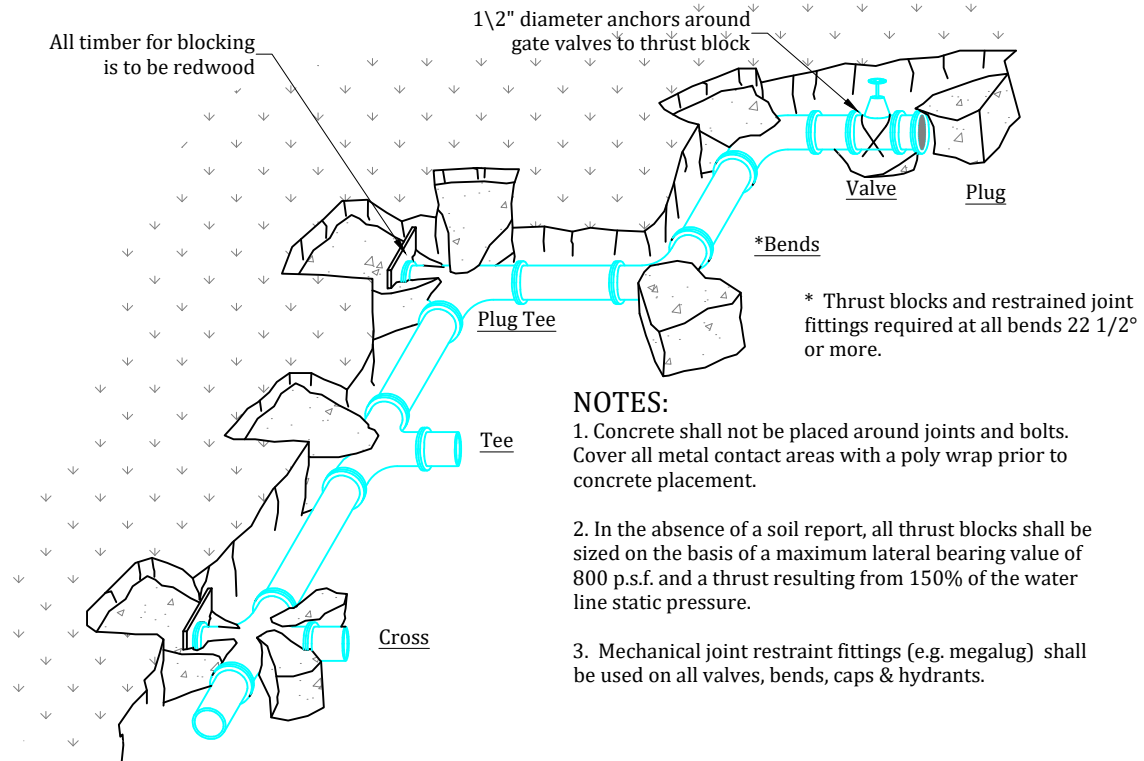 1\2" diameter anchors around
gate valves to thrust block
All timber for blocking
is to be redwood
Valve
Plug
*Bends
* Thrust blocks and restrained joint
fittings required at all bends 22 1/2°
or more.
Plug Tee
Tee
Cross
NOTES:
1. Concrete shall not be placed around joints and bolts.
Cover all metal contact areas with a poly wrap prior to
concrete placement.
2. In the absence of a soil report, all thrust blocks shall be
sized on the basis of a maximum lateral bearing value of
800 p.s.f. and a thrust resulting from 150% of the water
line static pressure.
3. Mechanical joint restraint fittings (e.g. megalug) shall
be used on all valves, bends, caps & hydrants.